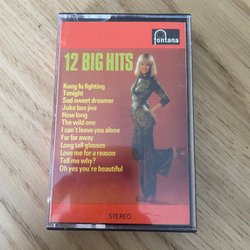 fontana
12 BIG HITS
Kung fu fighting
Tonight
Sad sweet dreamer
Juke box jive
How long
The wild one
I can't leave you alone
Far far away
Long tall glasses
Love me for a reason
Tell me why?
Oh yes you're beautiful
STEREO